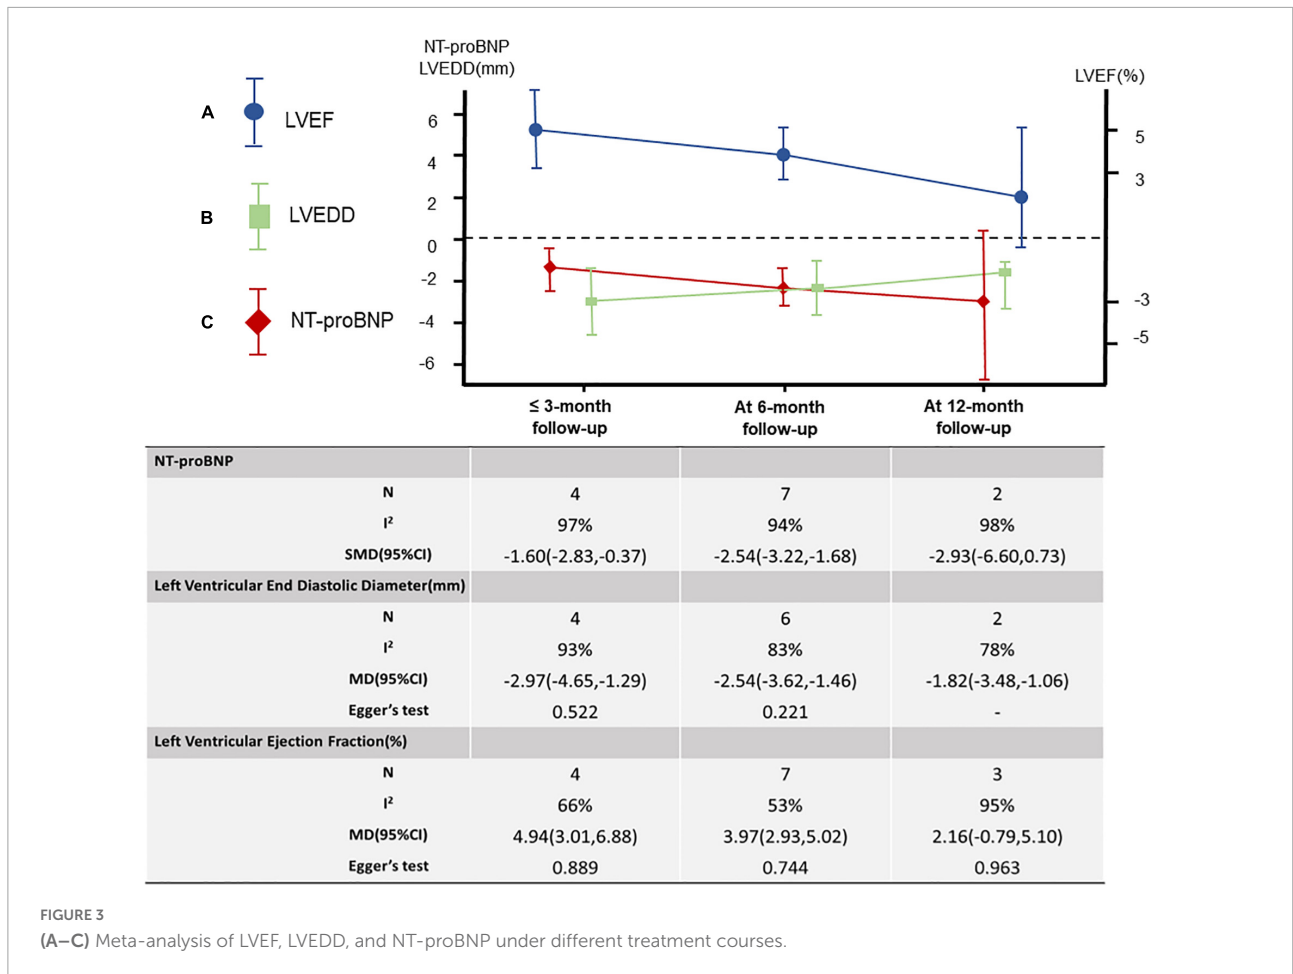 NT-proBNP
LVEDD(mm)
LVEF(%)
A LVEF
B LVEDD
C NT-proBNP
6
4
2
0
-2
-4
-6
5
3
-3
-5
≤ 3-month At 6-month At 12-month
follow-up follow-up follow-up
NT-proBNP
N 4 7 2
I² 97% 94% 98%
SMD(95%CI) -1.60(-2.83,-0.37) -2.54(-3.22,-1.68) -2.93(-6.60,0.73)
Left Ventricular End Diastolic Diameter(mm)
N 4 6 2
I² 93% 83% 78%
MD(95%CI) -2.97(-4.65,-1.29) -2.54(-3.62,-1.46) -1.82(-3.48,-1.06)
Egger's test 0.522 0.221 -
Left Ventricular Ejection Fraction(%)
N 4 7 3
I² 66% 53% 95%
MD(95%CI) 4.94(3.01,6.88) 3.97(2.93,5.02) 2.16(-0.79,5.10)
Egger's test 0.889 0.744 0.963
FIGURE 3
(A–C) Meta-analysis of LVEF, LVEDD, and NT-proBNP under different treatment courses.